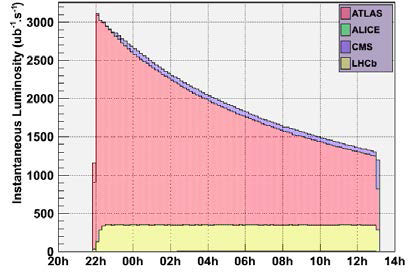 ATLAS
ALICE
CMS
LHCb
Instantaneous Luminosity (ub⁻¹.s⁻¹)
3000
2500
2000
1500
1000
500
0
20h 22h 00h 02h 04h 06h 08h 10h 12h 14h